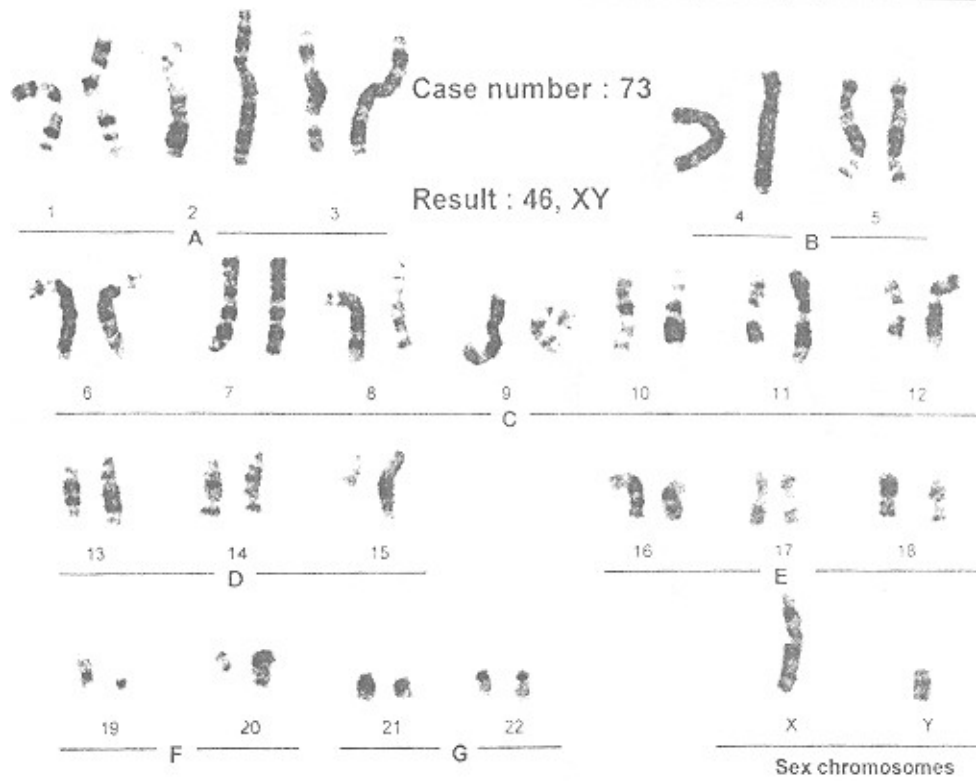 Case number : 73
Result : 46, XY
1 2 3
A
4 5
B
6 7 8 9 10 11 12
C
13 14 15
D
16 17 18
E
19 20
F
21 22
G
X Y
Sex chromosomes